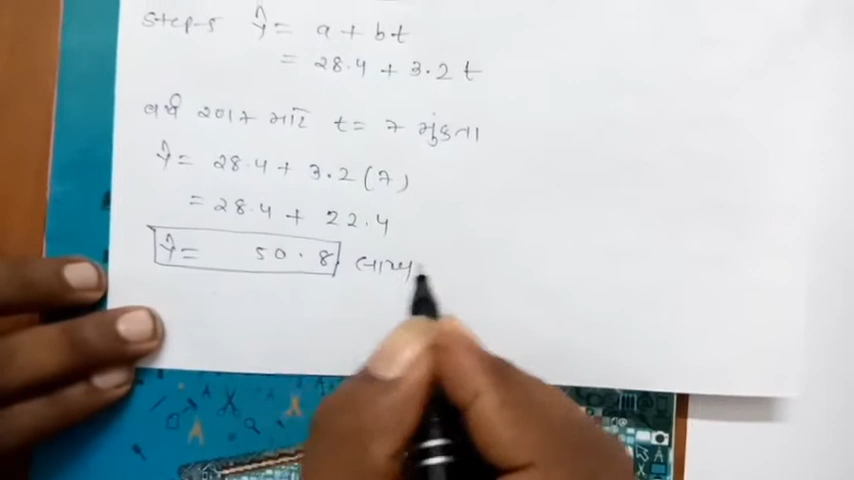 Step-5 ŷ = a + bt
= 28.4 + 3.2 t
વર્ષ 2017 માટે t = 7 મુંકતા
ŷ = 28.4 + 3.2 (7)
= 28.4 + 22.4
ŷ = 50.8 લાખ